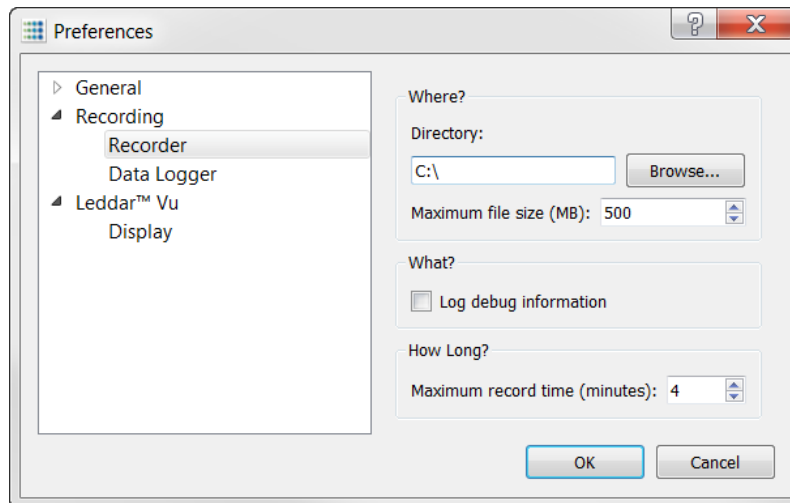 Preferences
General
Recording
Recorder
Data Logger
Leddar™ Vu
Display
Where?
Directory:
C:\
Browse...
Maximum file size (MB): 500
What?
Log debug information
How Long?
Maximum record time (minutes): 4
OK
Cancel